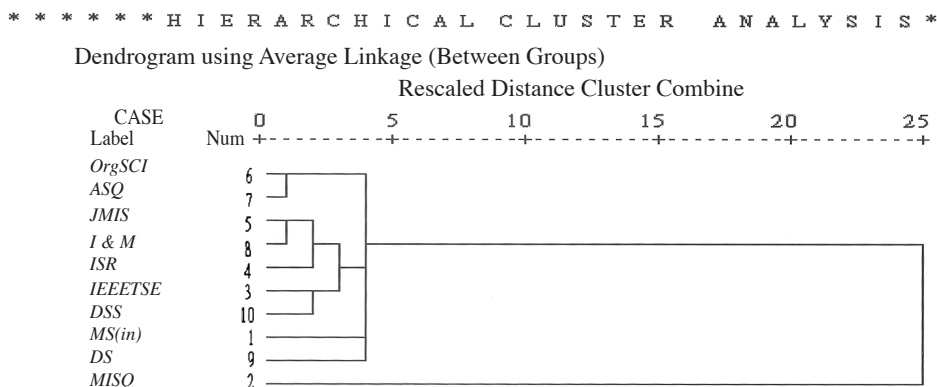 * * * * * * H I E R A R C H I C A L C L U S T E R A N A L Y S I S *
Dendrogram using Average Linkage (Between Groups)
Rescaled Distance Cluster Combine
CASE 0 5 10 15 20 25
Label Num
OrgSCI 6
ASQ 7
JMIS 5
I & M 8
ISR 4
IEEETSE 3
DSS 10
MS(in) 1
DS 9
MISQ 2